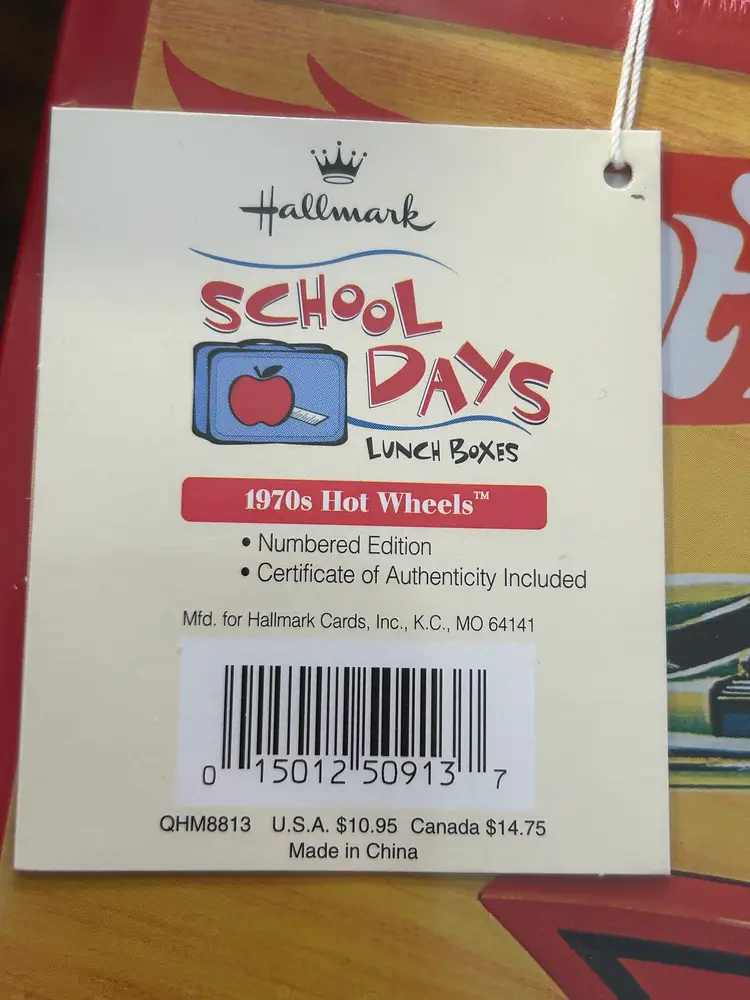 Hallmark
SCHOOL
DAYS
LUNCH BOXES
1970s Hot Wheels™
• Numbered Edition
• Certificate of Authenticity Included
Mfd. for Hallmark Cards, Inc., K.C., MO 64141
0 15012 50913 7
QHM8813 U.S.A. $10.95 Canada $14.75
Made in China